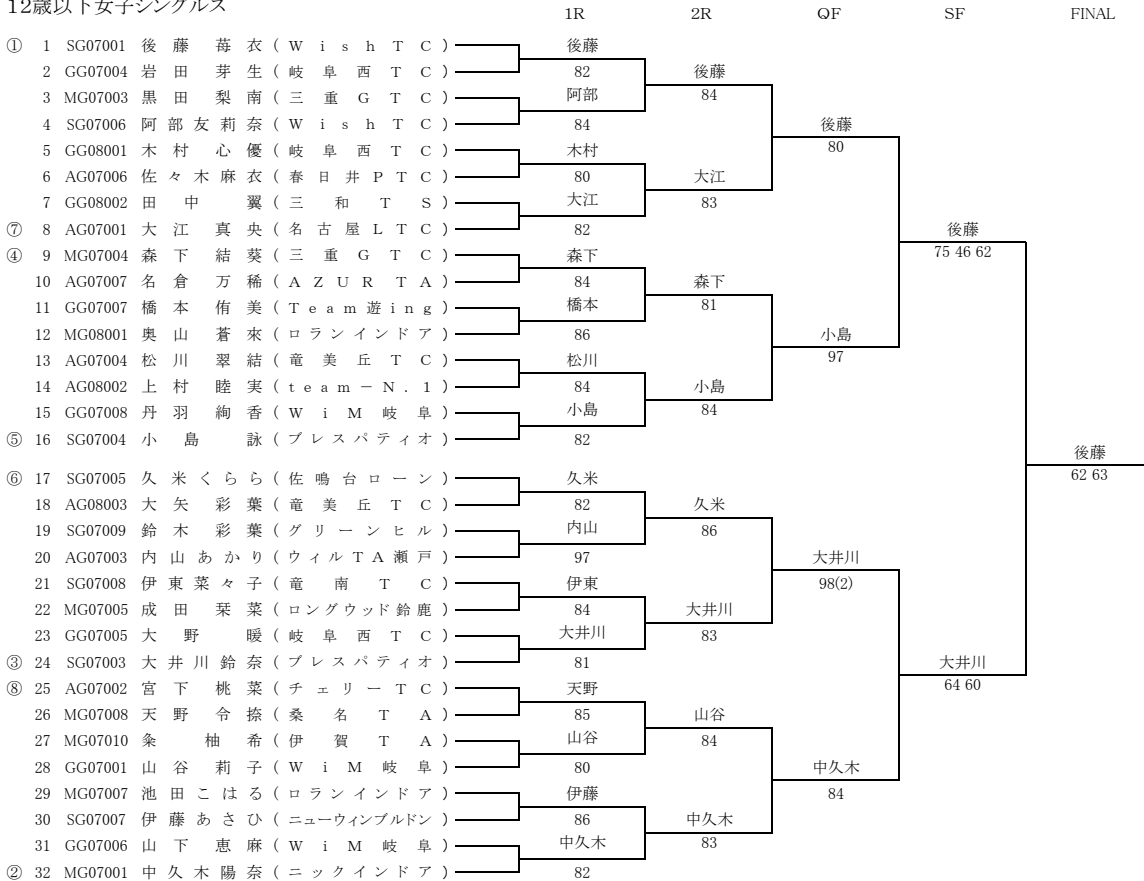 12歳以下女子シングルス
1R 2R QF SF FINAL
① 1 SG07001 後藤 苺衣 (WishTC) 後藤
2 GG07004 岩田 芽生 (岐阜西TC) 82 後藤
3 MG07003 黒田 梨南 (三重GTC) 阿部 84
4 SG07006 阿部友莉奈 (WishTC) 84 後藤
5 GG08001 木村 心優 (岐阜西TC) 木村 80
6 AG07006 佐々木麻衣 (春日井PTC) 80 大江
7 GG08002 田中 翼 (三和TS) 大江 83
⑦ 8 AG07001 大江 真央 (名古屋LTC) 82 後藤
④ 9 MG07004 森下 結葵 (三重GTC) 森下 75 46 62
10 AG07007 名倉 万稀 (AZURTA) 84 森下
11 GG07007 橋本 侑美 (Team遊ing) 橋本 81
12 MG08001 奥山 蒼來 (ロランインドア) 86 小島
13 AG07004 松川 翠結 (竜美丘TC) 松川 97
14 AG08002 上村 睦実 (team－N.1) 84 小島
15 GG07008 丹羽 絢香 (WiM岐阜) 小島 84
⑤ 16 SG07004 小島 詠 (ブレスパティオ) 82
後藤
62 63
⑥ 17 SG07005 久米くらら (佐鳴台ローン) 久米
18 AG08003 大矢 彩葉 (竜美丘TC) 82 久米
19 SG07009 鈴木 彩葉 (グリーンヒル) 内山 86
20 AG07003 内山あかり (ウィルTA瀬戸) 97 大井川
21 SG07008 伊東菜々子 (竜南TC) 伊東 98(2)
22 MG07005 成田 栞菜 (ロングウッド鈴鹿) 84 大井川
23 GG07005 大野 暖 (岐阜西TC) 大井川 83
③ 24 SG07003 大井川鈴奈 (ブレスパティオ) 81 大井川
⑧ 25 AG07002 宮下 桃菜 (チェリーTC) 天野 64 60
26 MG07008 天野 令捺 (桑名TA) 85 山谷
27 MG07010 粂 柚希 (伊賀TA) 山谷 84
28 GG07001 山谷 莉子 (WiM岐阜) 80 中久木
29 MG07007 池田こはる (ロランインドア) 伊藤 84
30 SG07007 伊藤あさひ (ニューウィンブルドン) 86 中久木
31 GG07006 山下 恵麻 (WiM岐阜) 中久木 83
② 32 MG07001 中久木陽奈 (ニックインドア) 82